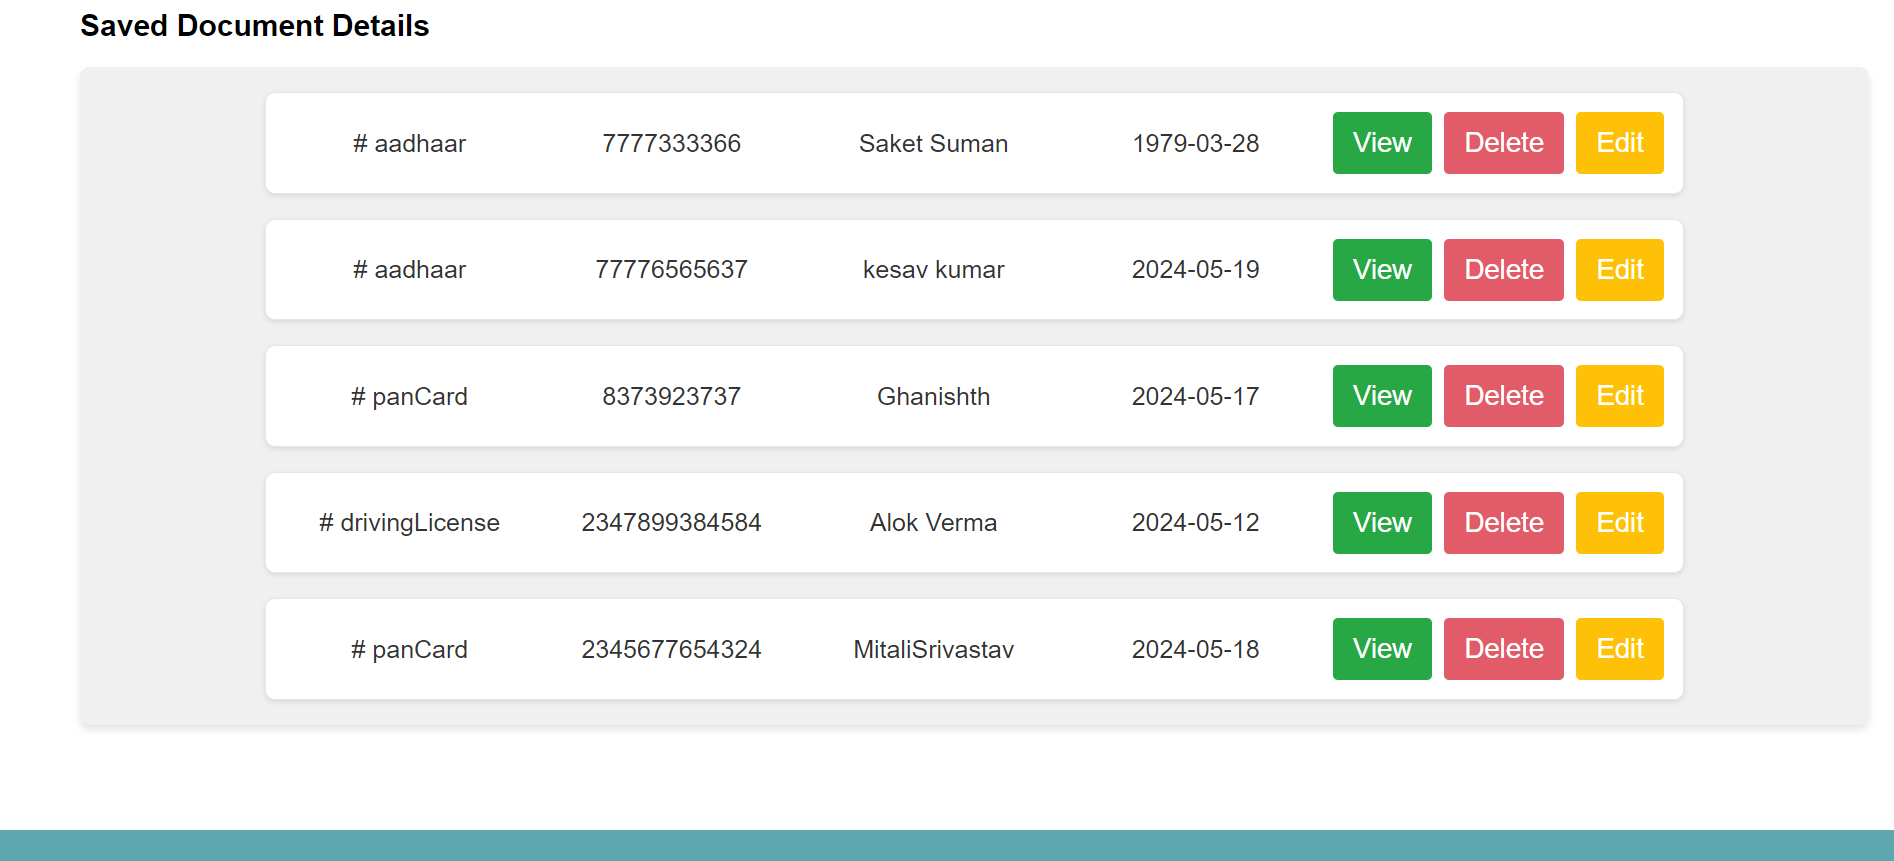 Saved Document Details
# aadhaar 7777333366 Saket Suman 1979-03-28 View Delete Edit
# aadhaar 77776565637 kesav kumar 2024-05-19 View Delete Edit
# panCard 8373923737 Ghanishth 2024-05-17 View Delete Edit
# drivingLicense 2347899384584 Alok Verma 2024-05-12 View Delete Edit
# panCard 2345677654324 MitaliSrivastav 2024-05-18 View Delete Edit